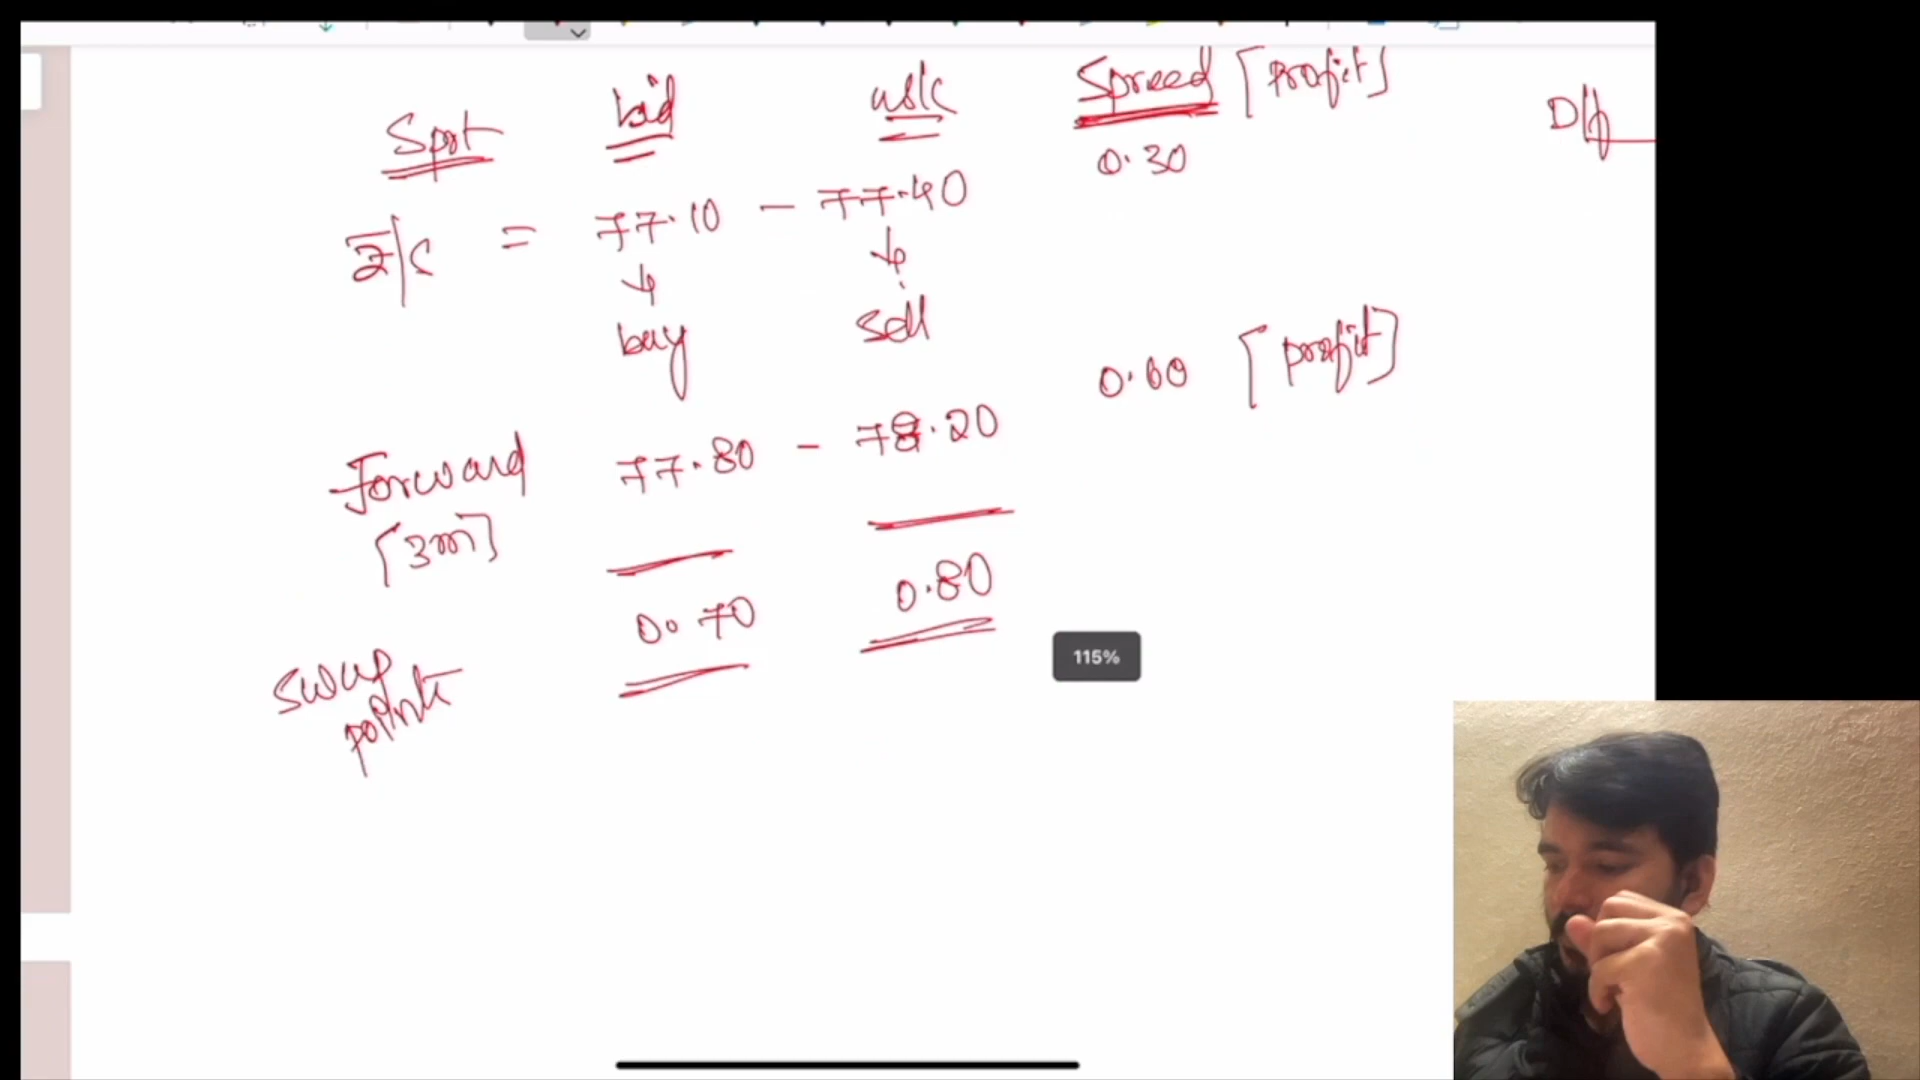 Spot bid ask Spread [Profit]
0.30
₹/$ = 77.10 - 77.40
buy sell
0.60 [profit]
Forward 77.80 - 78.20
[3m]
0.70 0.80
swap
points
115%